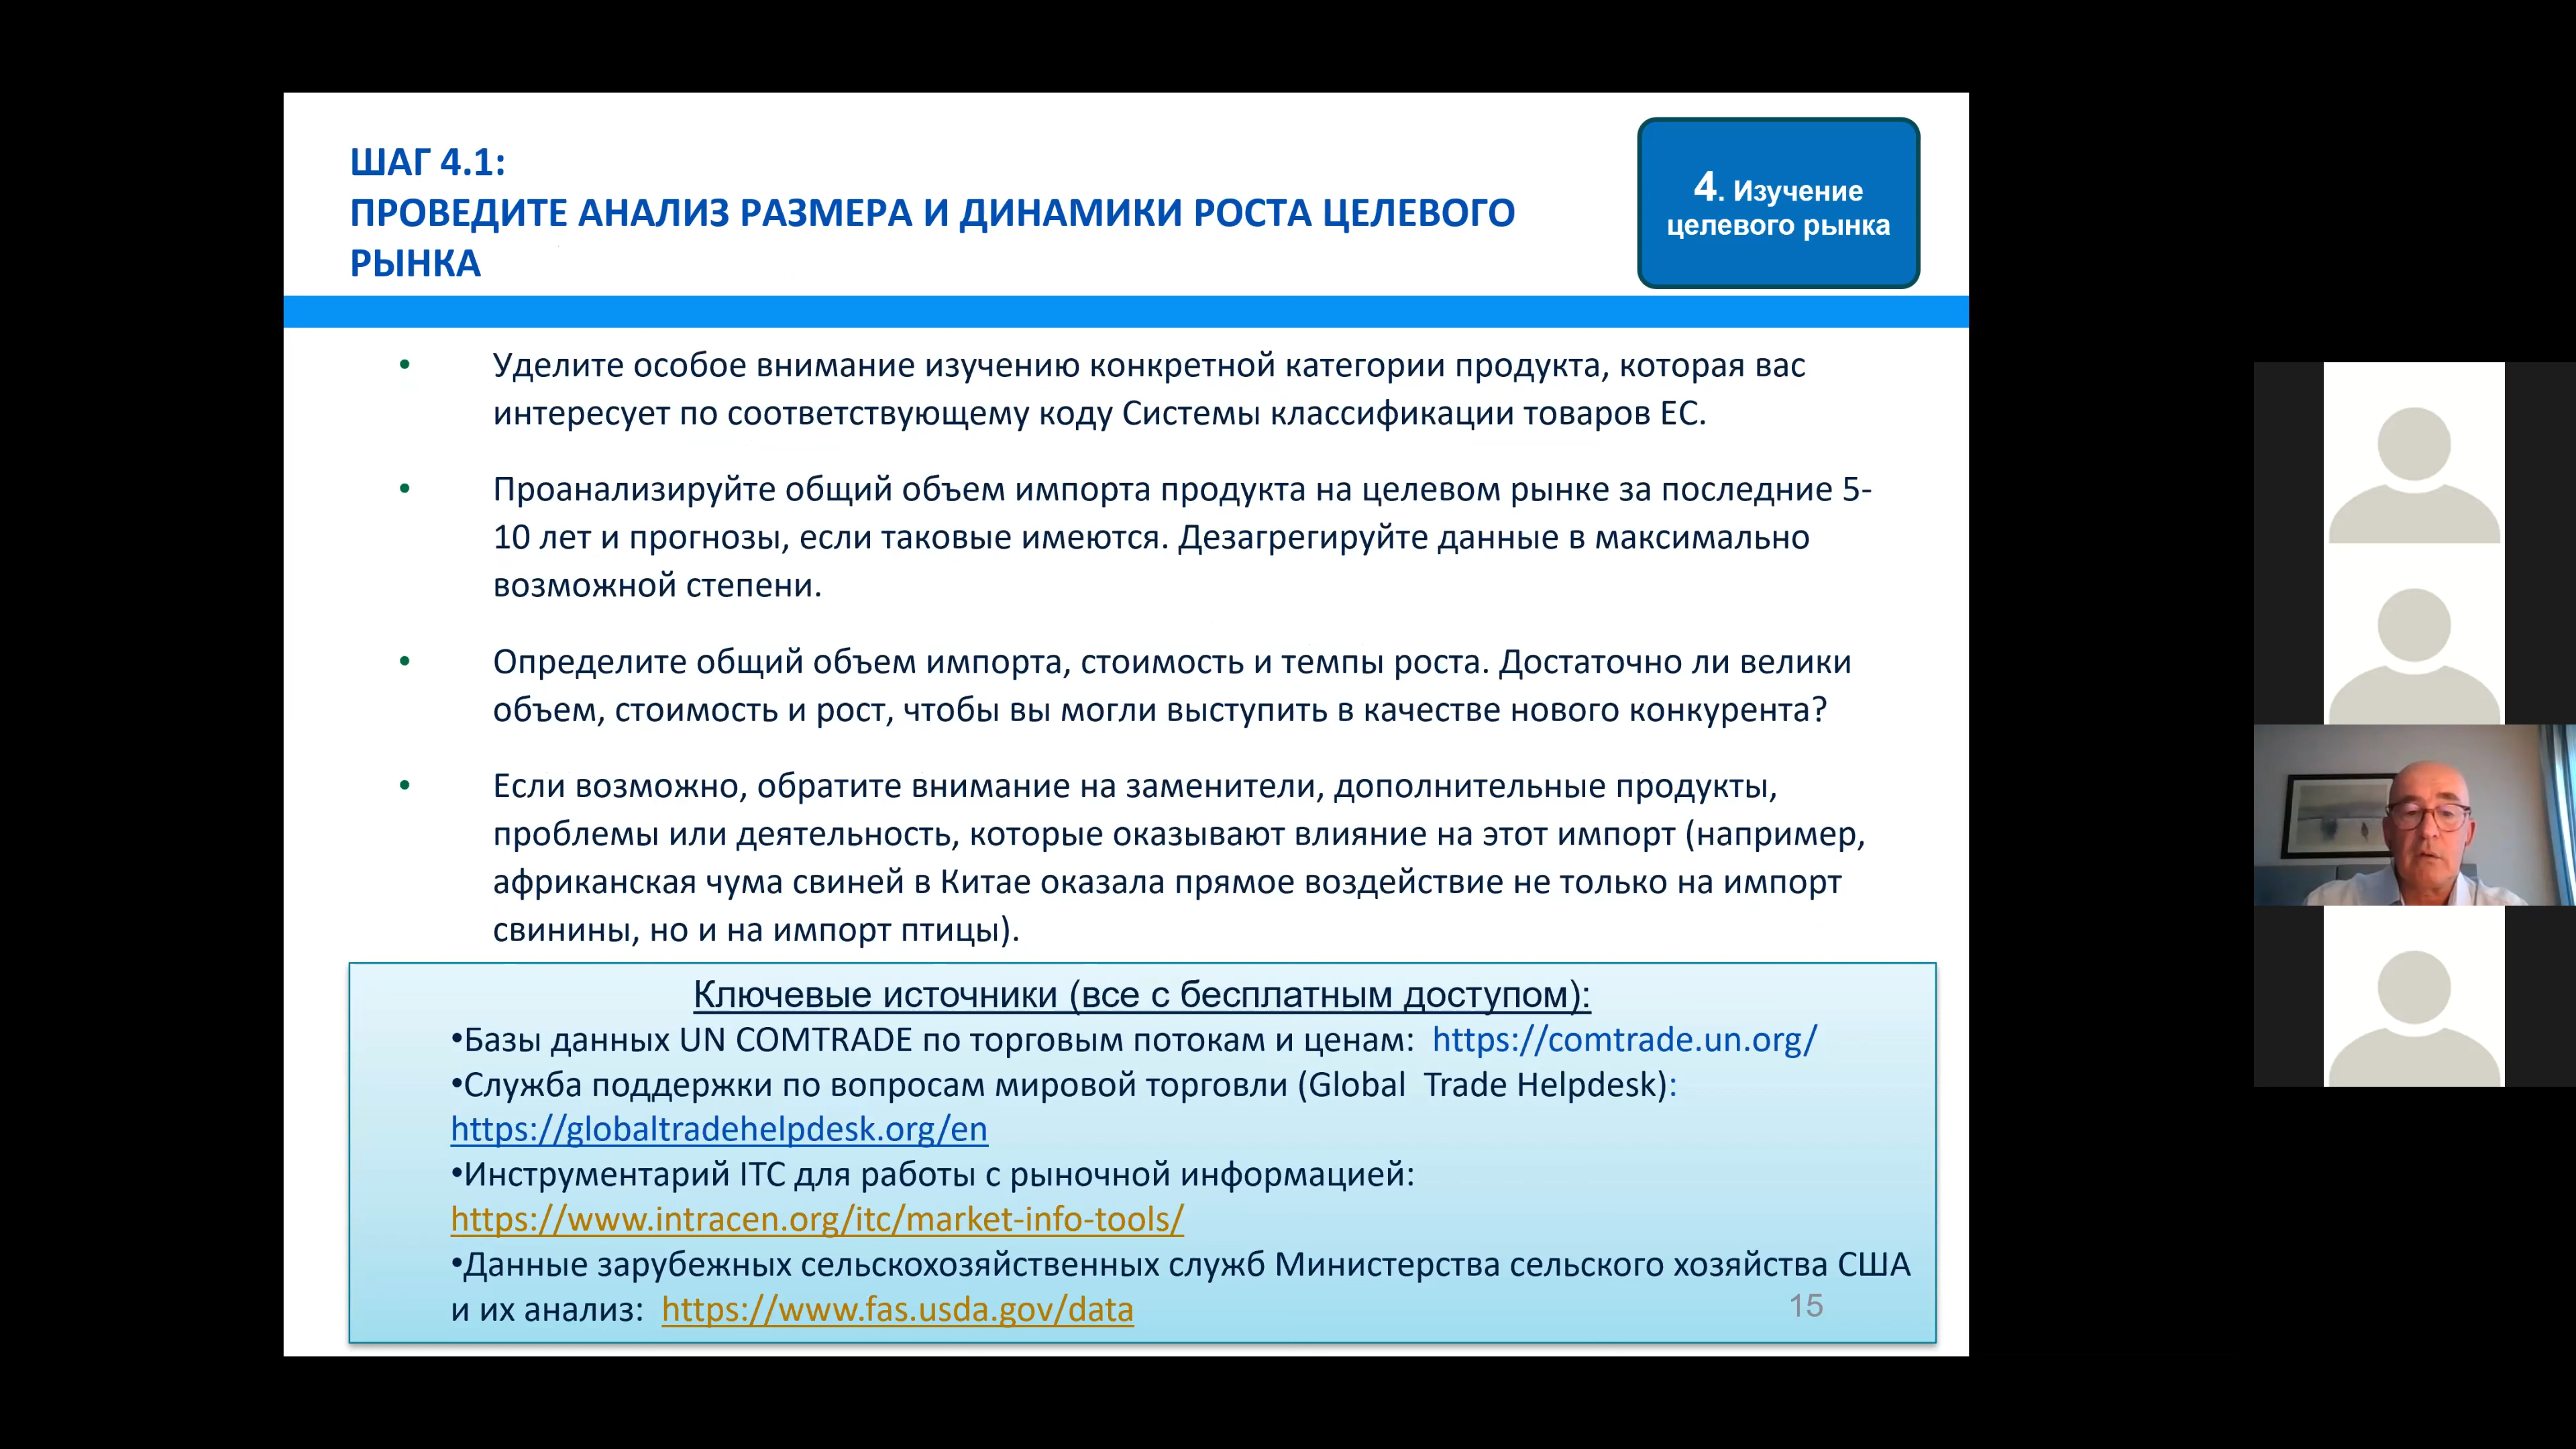 ШАГ 4.1:
ПРОВЕДИТЕ АНАЛИЗ РАЗМЕРА И ДИНАМИКИ РОСТА ЦЕЛЕВОГО
РЫНКА
4. Изучение
целевого рынка
• Уделите особое внимание изучению конкретной категории продукта, которая вас
интересует по соответствующему коду Системы классификации товаров ЕС.
• Проанализируйте общий объем импорта продукта на целевом рынке за последние 5-
10 лет и прогнозы, если таковые имеются. Дезагрегируйте данные в максимально
возможной степени.
• Определите общий объем импорта, стоимость и темпы роста. Достаточно ли велики
объем, стоимость и рост, чтобы вы могли выступить в качестве нового конкурента?
• Если возможно, обратите внимание на заменители, дополнительные продукты,
проблемы или деятельность, которые оказывают влияние на этот импорт (например,
африканская чума свиней в Китае оказала прямое воздействие не только на импорт
свинины, но и на импорт птицы).
Ключевые источники (все с бесплатным доступом):
•Базы данных UN COMTRADE по торговым потокам и ценам: https://comtrade.un.org/
•Служба поддержки по вопросам мировой торговли (Global Trade Helpdesk):
https://globaltradehelpdesk.org/en
•Инструментарий ITC для работы с рыночной информацией:
https://www.intracen.org/itc/market-info-tools/
•Данные зарубежных сельскохозяйственных служб Министерства сельского хозяйства США
и их анализ: https://www.fas.usda.gov/data
15